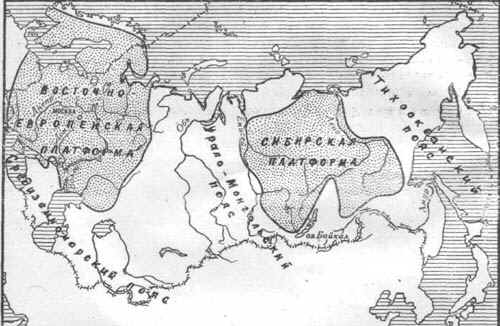 ВОСТОЧНО
МОСКВА
ЕВРОПЕЙСКАЯ
ПЛАТФОРМА
СИБИРСКАЯ
ПЛАТФОРМА
Тихоокеанский
пояс
Урало-Монгольский
пояс
Средиземноморский пояс
оз. Байкал